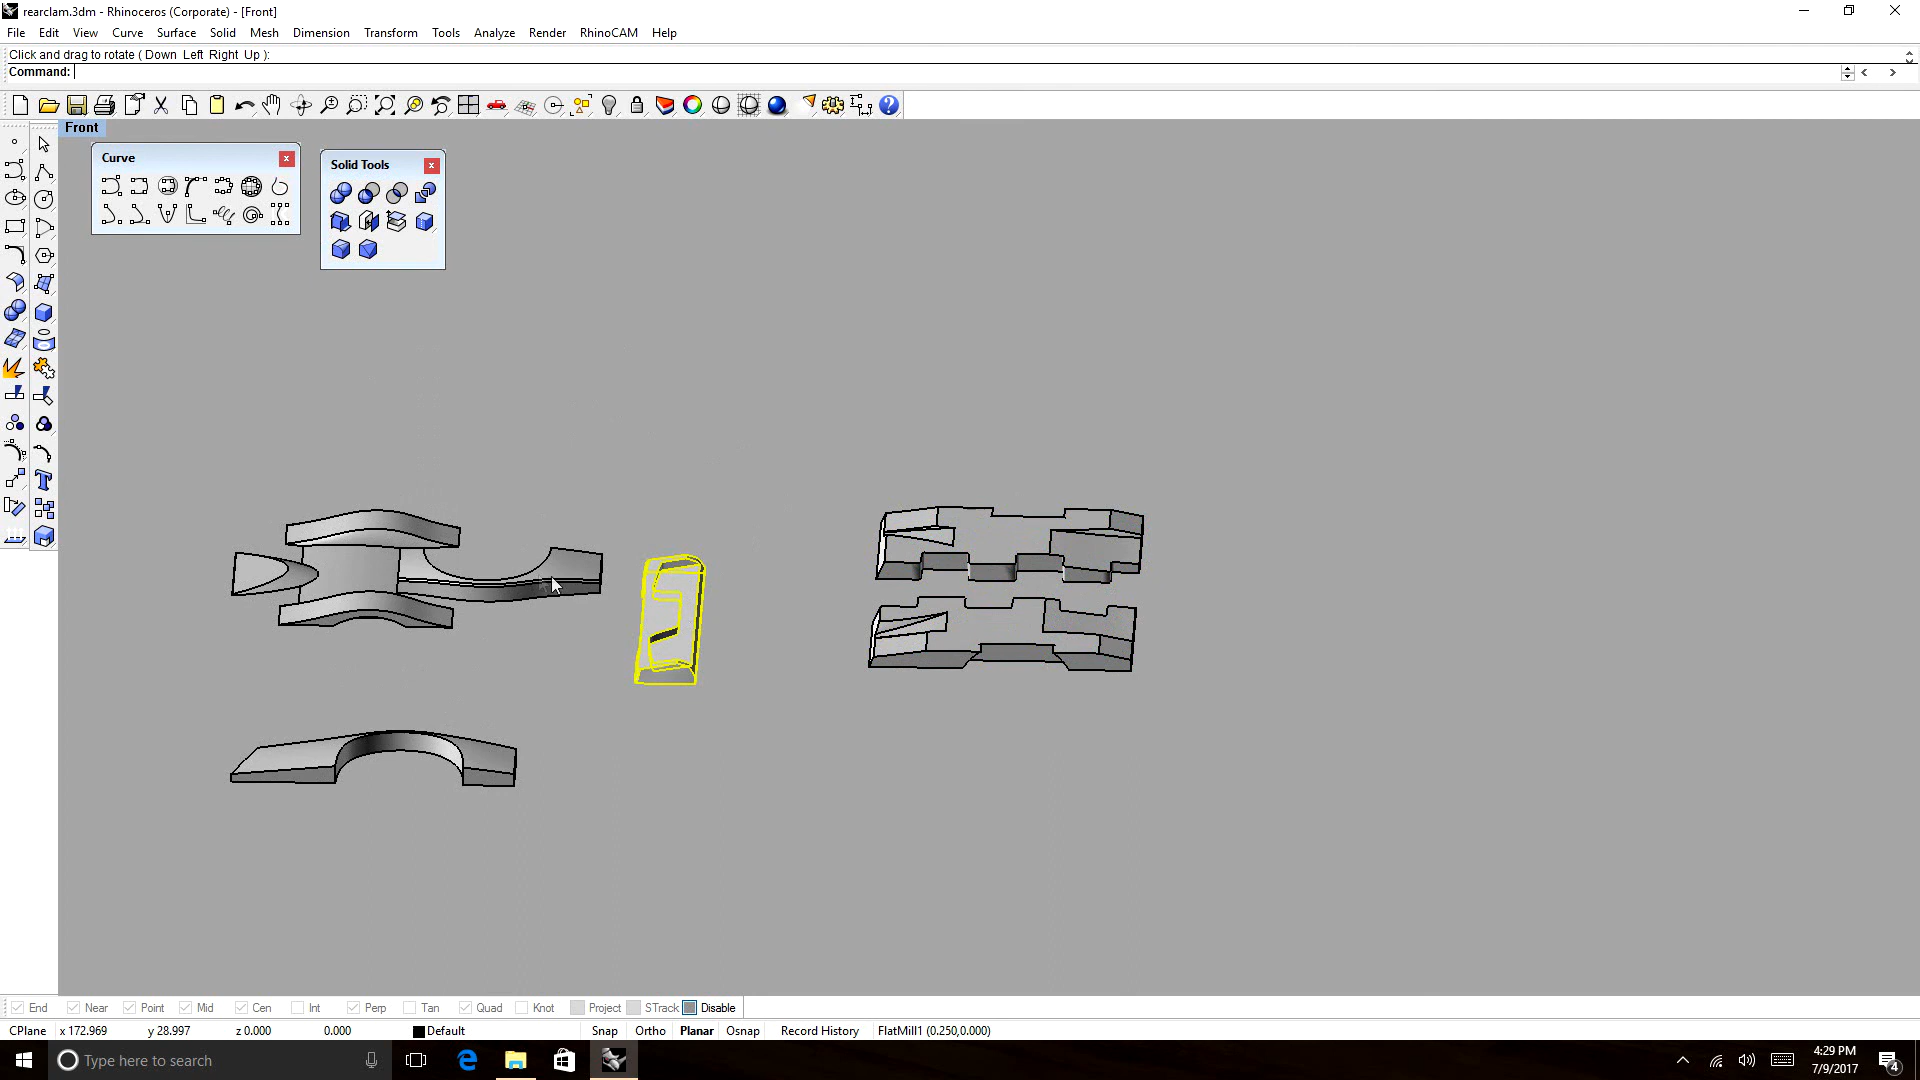 rearclam.3dm - Rhinoceros (Corporate) - [Front]
File Edit View Curve Surface Solid Mesh Dimension Transform Tools Analyze Render RhinoCAM Help
Click and drag to rotate ( Down Left Right Up ):
Command:
Front
Curve
Solid Tools
End Near Point Mid Cen Int Perp Tan Quad Knot Project STrack Disable
CPlane x 172.969 y 28.997 z 0.000 0.000 Default Snap Ortho Planar Osnap Record History FlatMill1 (0.250,0.000)
Type here to search
4:29 PM
7/9/2017
4